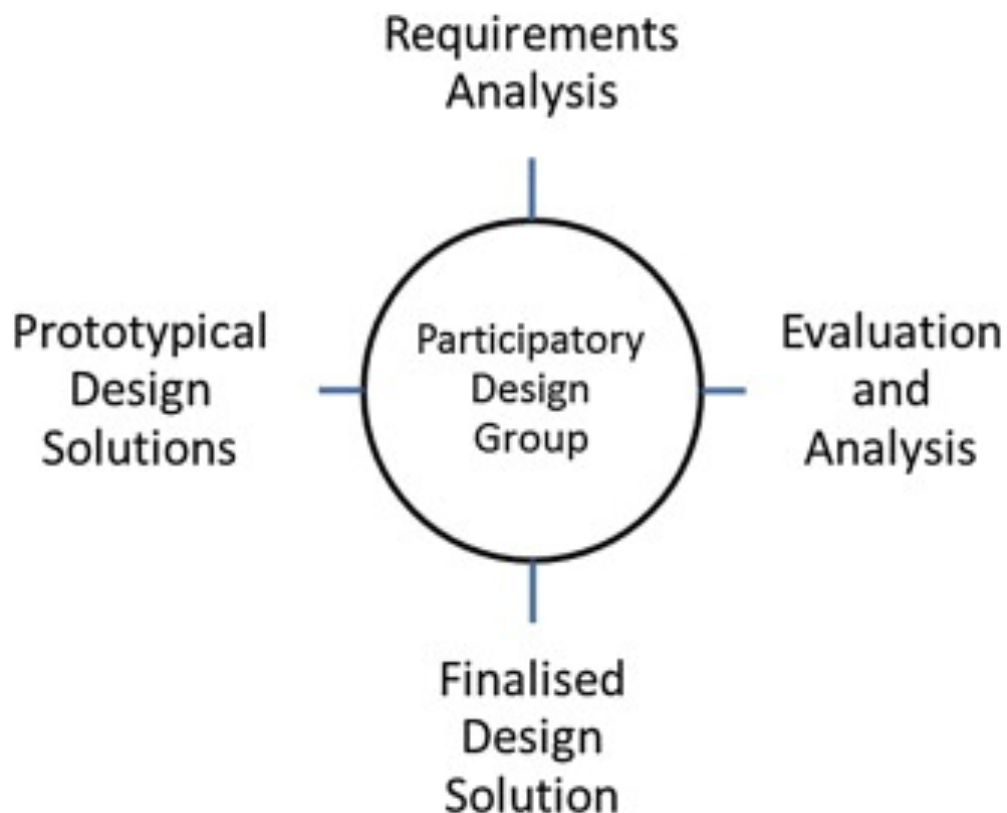 Requirements
Analysis
Prototypical
Design
Solutions
Participatory
Design
Group
Evaluation
and
Analysis
Finalised
Design
Solution